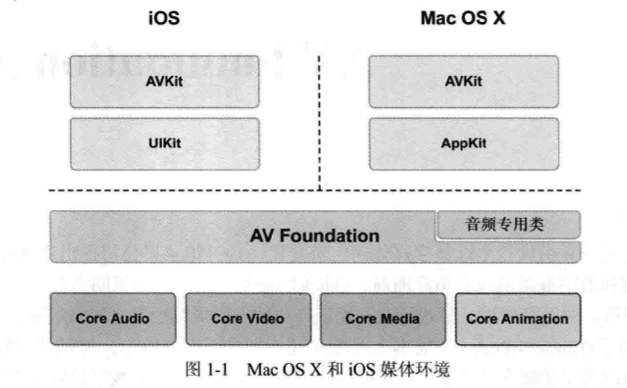 iOS
Mac OS X
AVKit
AVKit
UIKit
AppKit
音频专用类
AV Foundation
Core Audio
Core Video
Core Media
Core Animation
图 1-1 Mac OS X 和 iOS 媒体环境